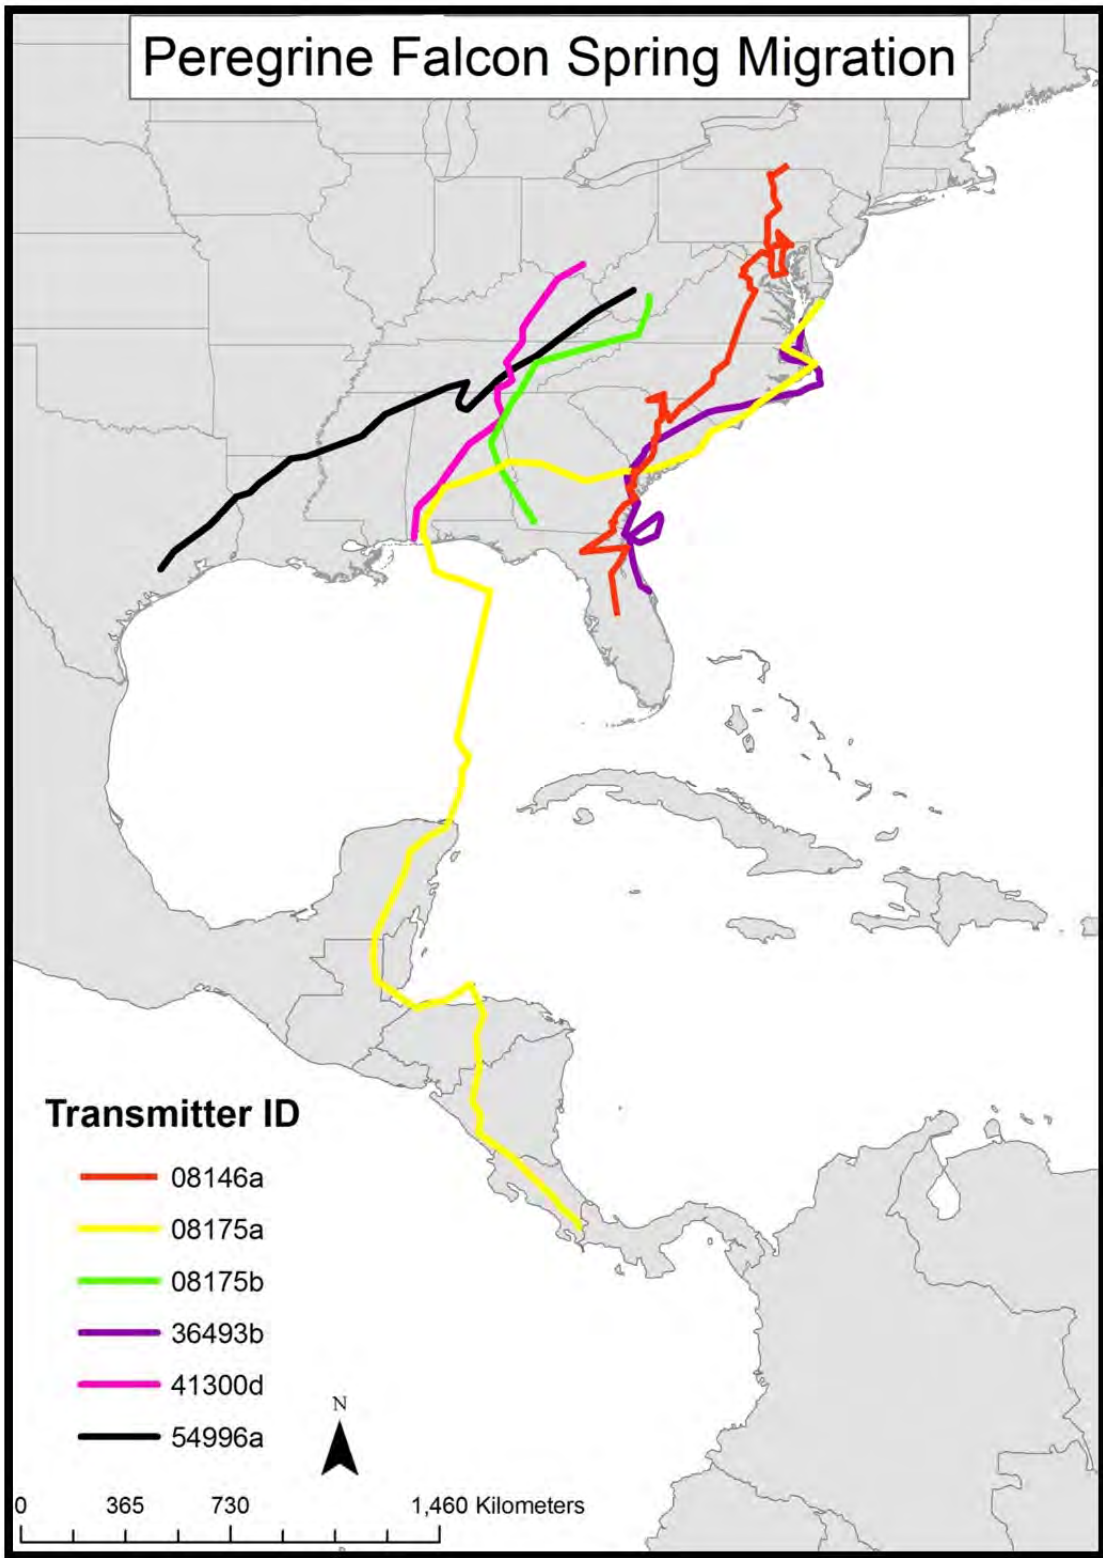 Peregrine Falcon Spring Migration
Transmitter ID
08146a
08175a
08175b
36493b
41300d
54996a
N
0 365 730 1,460 Kilometers